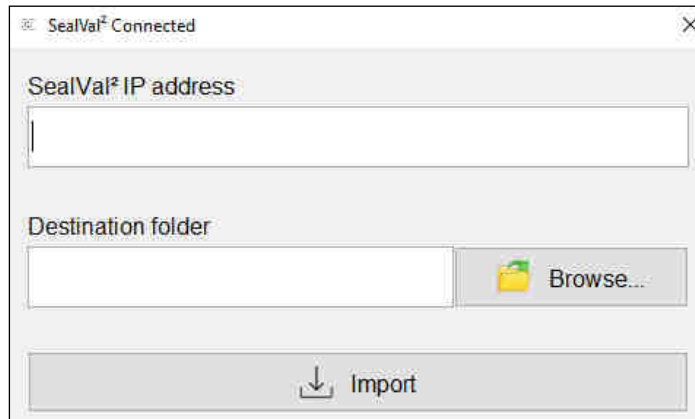 SealVal² Connected
SealVal² IP address
Destination folder
Browse...
Import